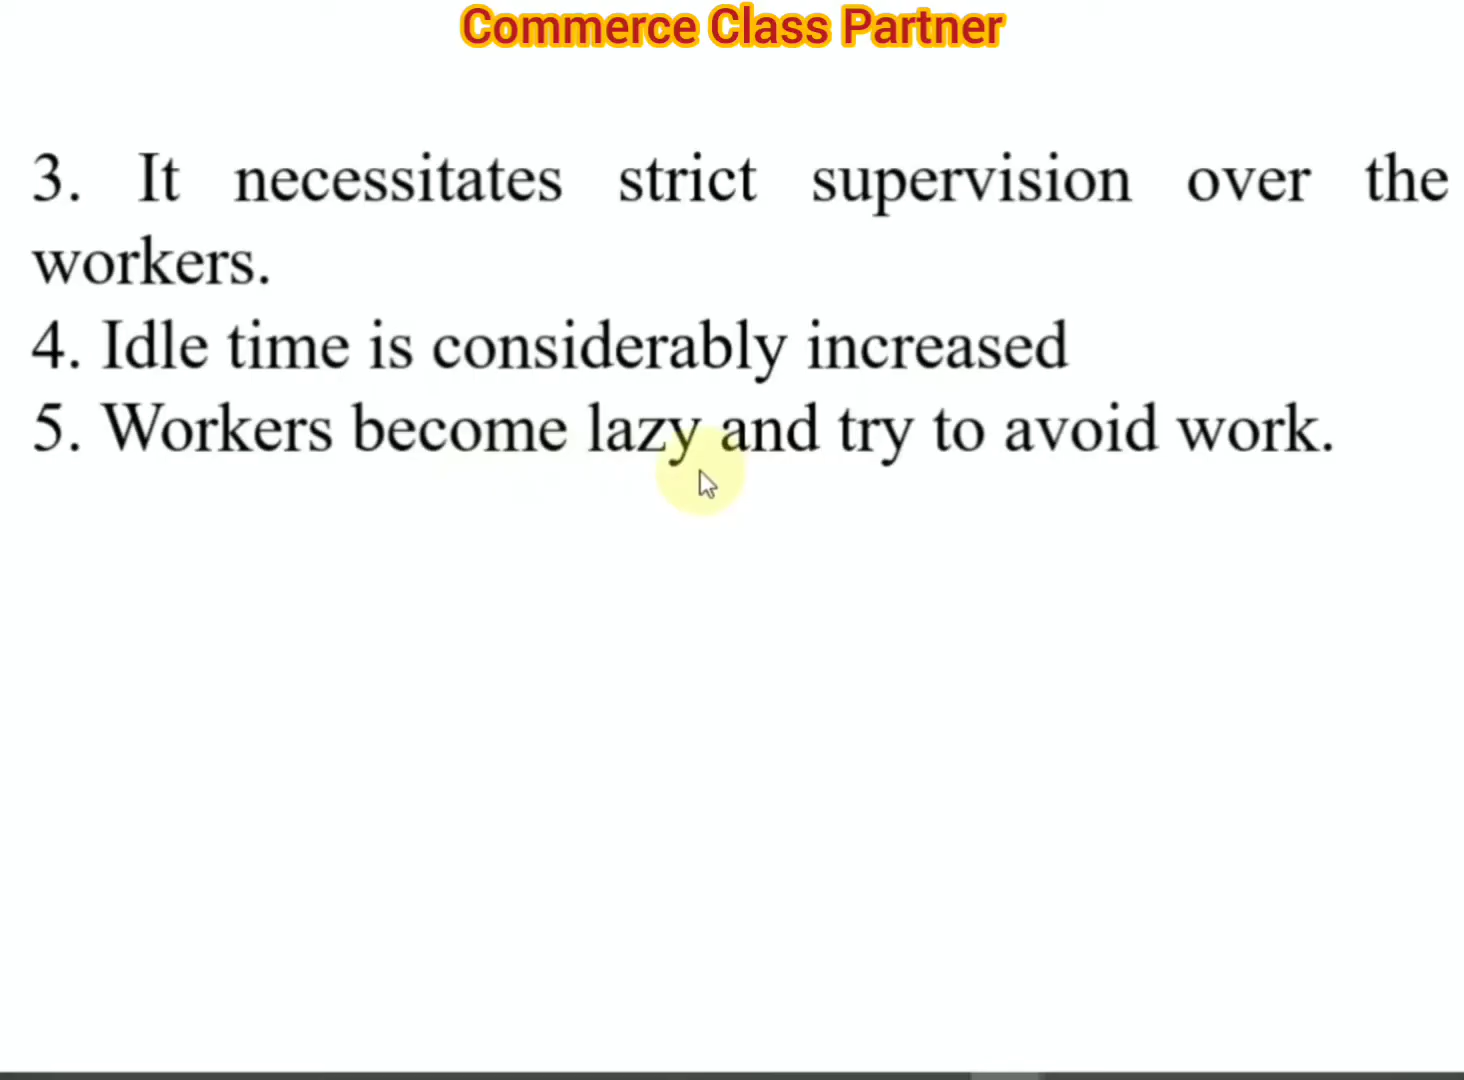 Commerce Class Partner
3. It necessitates strict supervision over the
workers.
4. Idle time is considerably increased
5. Workers become lazy and try to avoid work.